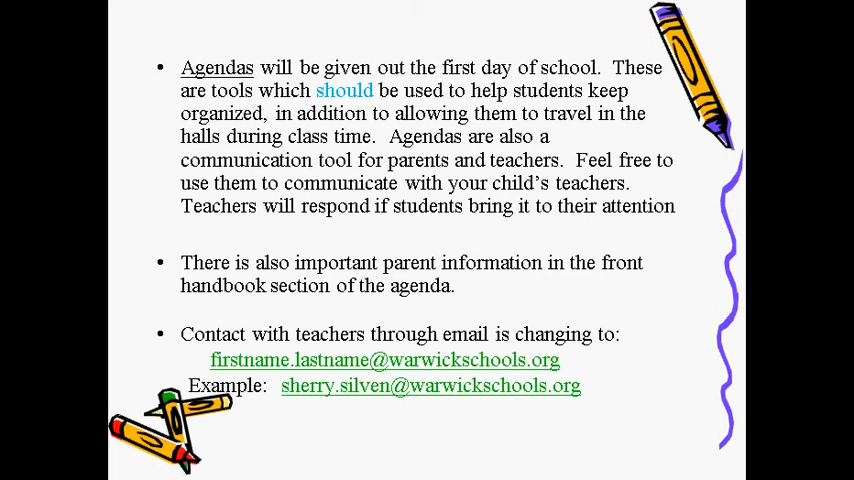 • Agendas will be given out the first day of school.  These
are tools which should be used to help students keep
organized, in addition to allowing them to travel in the
halls during class time.  Agendas are also a
communication tool for parents and teachers.  Feel free to
use them to communicate with your child's teachers.
Teachers will respond if students bring it to their attention
• There is also important parent information in the front
handbook section of the agenda.
• Contact with teachers through email is changing to:
firstname.lastname@warwickschools.org
Example:  sherry.silven@warwickschools.org